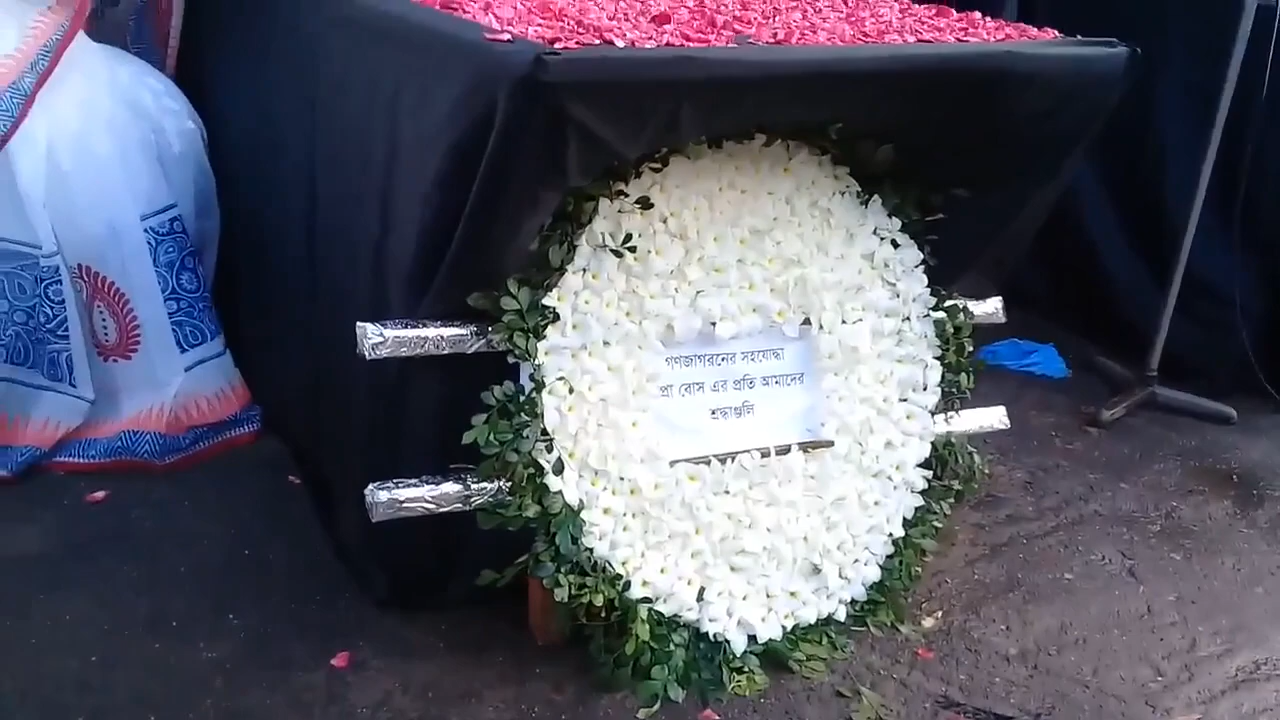 গণজাগরনের সহযোদ্ধা
প্রা বোস এর প্রতি আমাদের
শ্রদ্ধাঞ্জলি